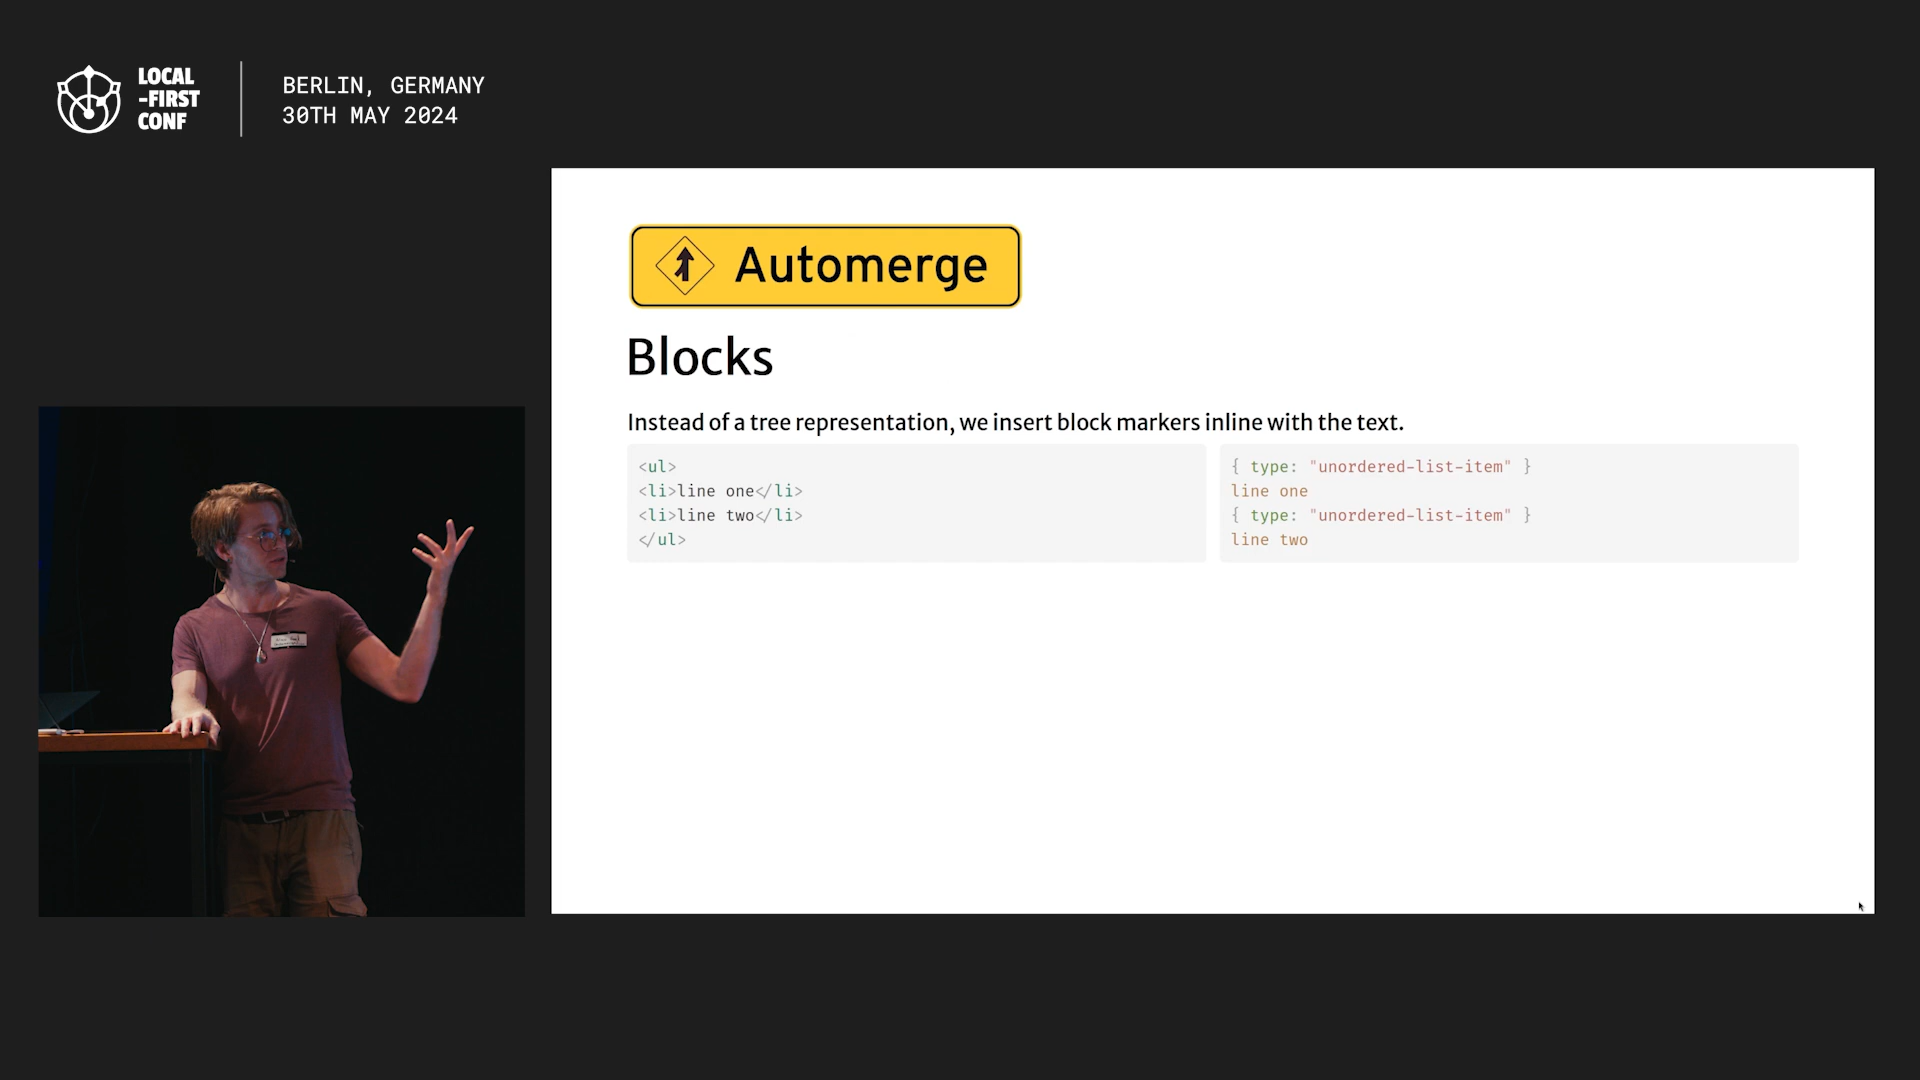 LOCAL
-FIRST
CONF
BERLIN, GERMANY
30TH MAY 2024
Automerge
Blocks
Instead of a tree representation, we insert block markers inline with the text.
<ul>
<li>line one</li>
<li>line two</li>
</ul>
{ type: "unordered-list-item" }
line one
{ type: "unordered-list-item" }
line two